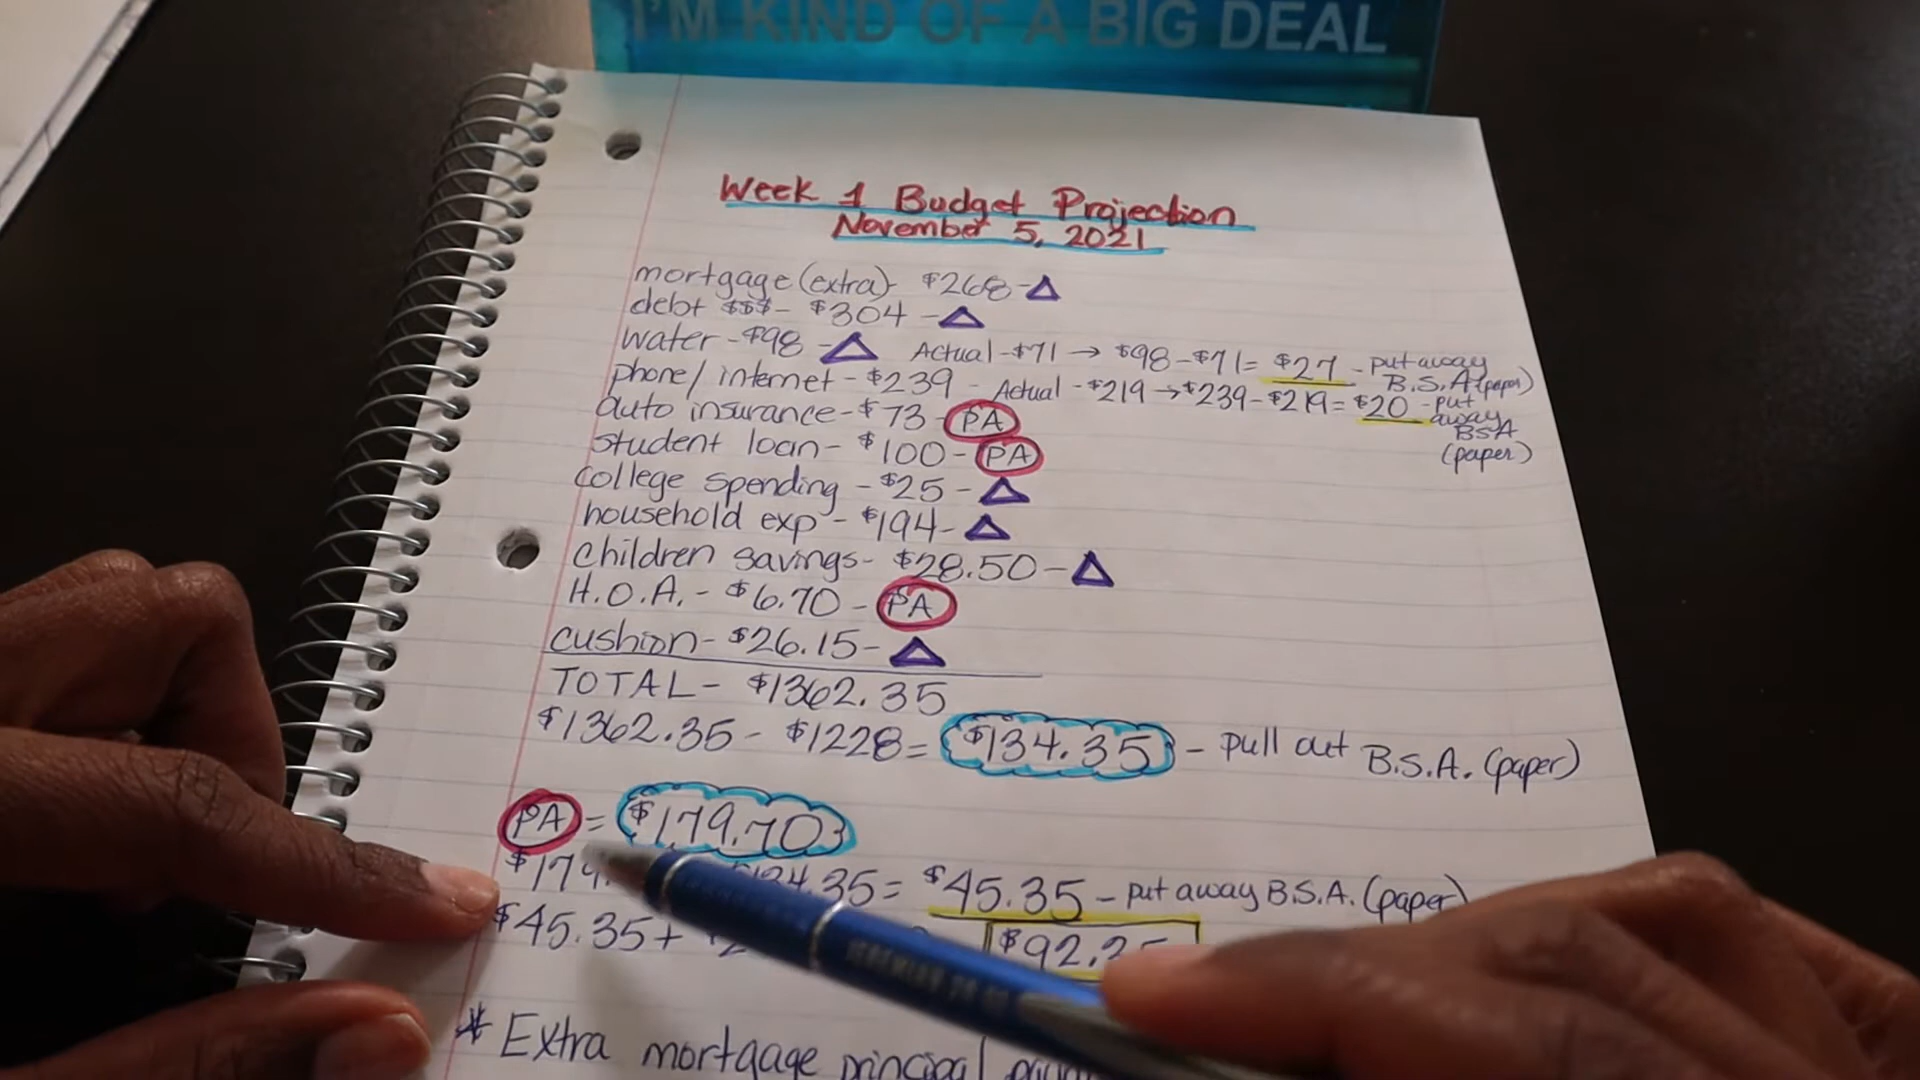 I'M KIND OF A BIG DEAL
Week 1 Budget Projection
November 5, 2021
mortgage (extra) - $268 - △
debt $$$ - $304 - △
water - $98 - △ Actual - $71 → $98 - $71 = $27 - put away B.S.A (paper)
phone/internet - $239 - Actual - $219 → $239 - $219 = $20 - put away BSA (paper)
auto insurance - $73 - PA
student loan - $100 - PA
college spending - $25 - △
household exp - $194 - △
children savings - $28.50 - △
H.O.A. - $6.70 - PA
cushion - $26.15 - △
TOTAL - $1362.35
$1362.35 - $1228 = $134.35 - pull out B.S.A. (paper)
PA = $179.70
= $45.35 - put away B.S.A. (paper)
$45.35 +
* Extra mortgage principal